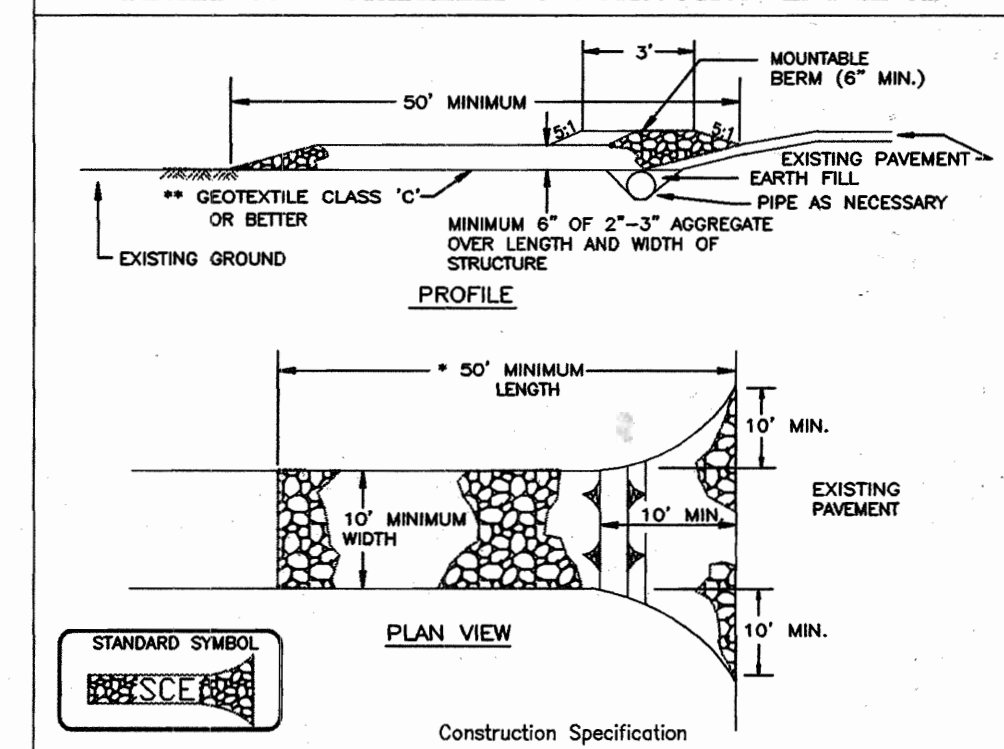 3'
MOUNTABLE
BERM (6" MIN.)
50' MINIMUM
5:1
5:1
EXISTING PAVEMENT
** GEOTEXTILE CLASS 'C'
OR BETTER
EARTH FILL
PIPE AS NECESSARY
MINIMUM 6" OF 2"-3" AGGREGATE
OVER LENGTH AND WIDTH OF
STRUCTURE
EXISTING GROUND
PROFILE
* 50' MINIMUM
LENGTH
10' MIN.
EXISTING
PAVEMENT
10' MINIMUM
WIDTH
10' MIN.
10' MIN.
PLAN VIEW
STANDARD SYMBOL
SCE
Construction Specification